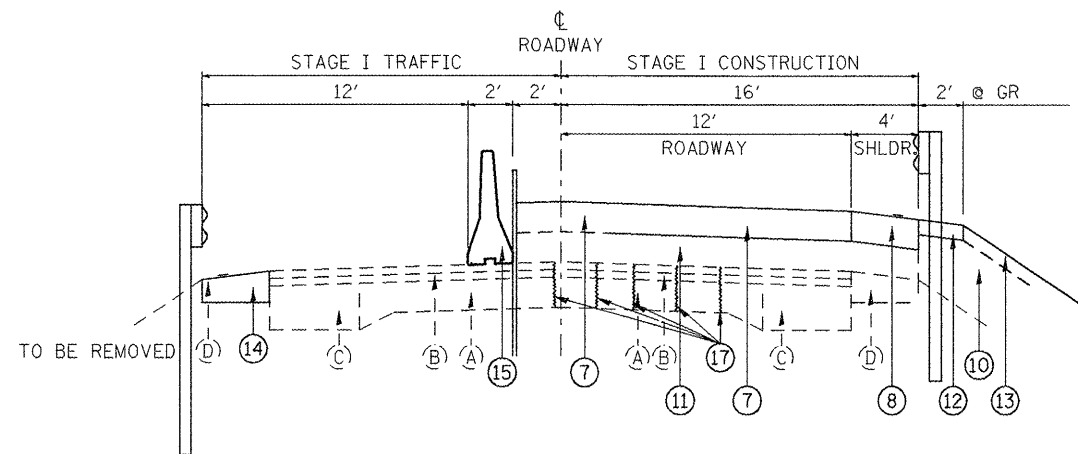 ℄
ROADWAY
STAGE I TRAFFIC
STAGE I CONSTRUCTION
12'
2'
2'
16'
2' @ GR
12'
4'
ROADWAY
SHLDR.
TO BE REMOVED
D
14
C
B
A
15
7
A
B
17
11
7
C
D
8
12
10
13